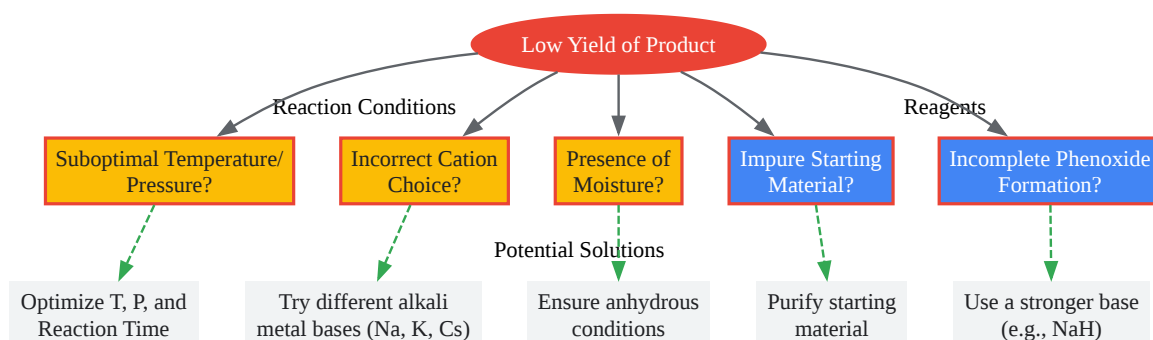 Low Yield of Product
Reaction Conditions
Reagents
Suboptimal Temperature/
Pressure?
Incorrect Cation
Choice?
Presence of
Moisture?
Impure Starting
Material?
Incomplete Phenoxide
Formation?
Potential Solutions
Optimize T, P, and
Reaction Time
Try different alkali
metal bases (Na, K, Cs)
Ensure anhydrous
conditions
Purify starting
material
Use a stronger base
(e.g., NaH)